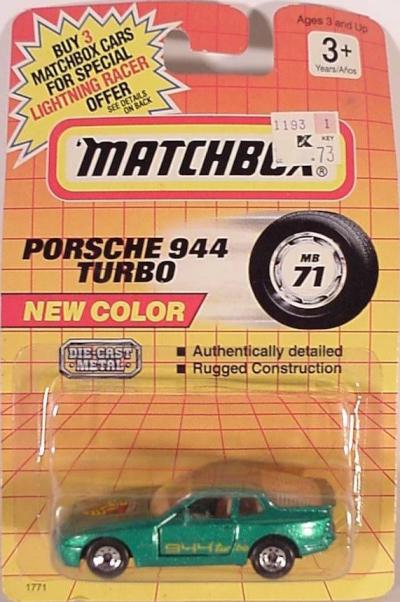 BUY 3
MATCHBOX CARS
FOR SPECIAL
LIGHTNING RACER
OFFER
SEE DETAILS
ON BACK
Ages 3 and Up
3+
Years/Años
1193 1
K KEY
.73
MATCHBOX®
PORSCHE 944
TURBO
MB
71
NEW COLOR
DIE-CAST
METAL
■ Authentically detailed
■ Rugged Construction
944
1771